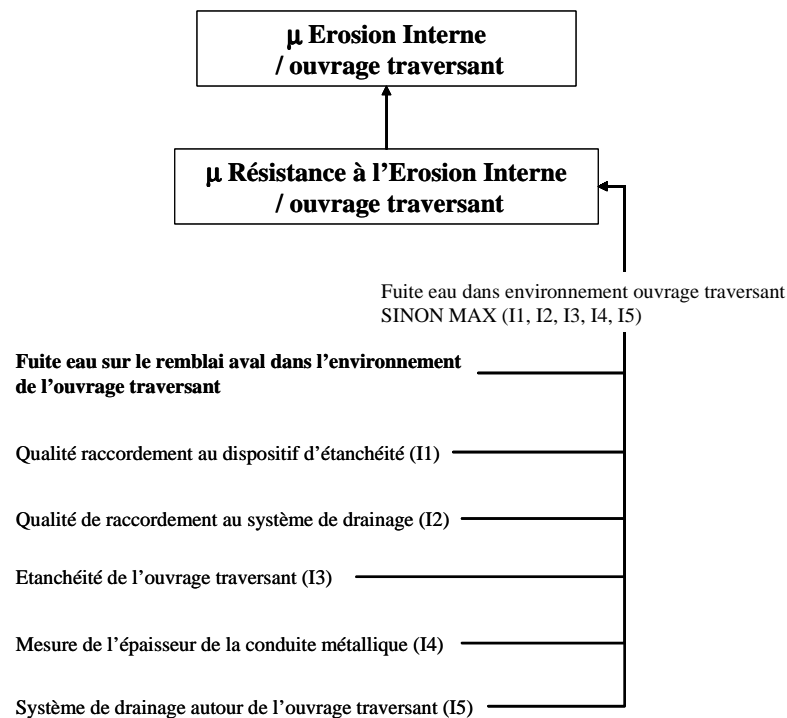 μ Erosion Interne
/ ouvrage traversant
μ Résistance à l’Erosion Interne
/ ouvrage traversant
Fuite eau dans environnement ouvrage traversant
SINON MAX (I1, I2, I3, I4, I5)
Fuite eau sur le remblai aval dans l’environnement
de l’ouvrage traversant
Qualité raccordement au dispositif d’étanchéité (I1)
Qualité de raccordement au système de drainage (I2)
Etanchéité de l’ouvrage traversant (I3)
Mesure de l’épaisseur de la conduite métallique (I4)
Système de drainage autour de l’ouvrage traversant (I5)